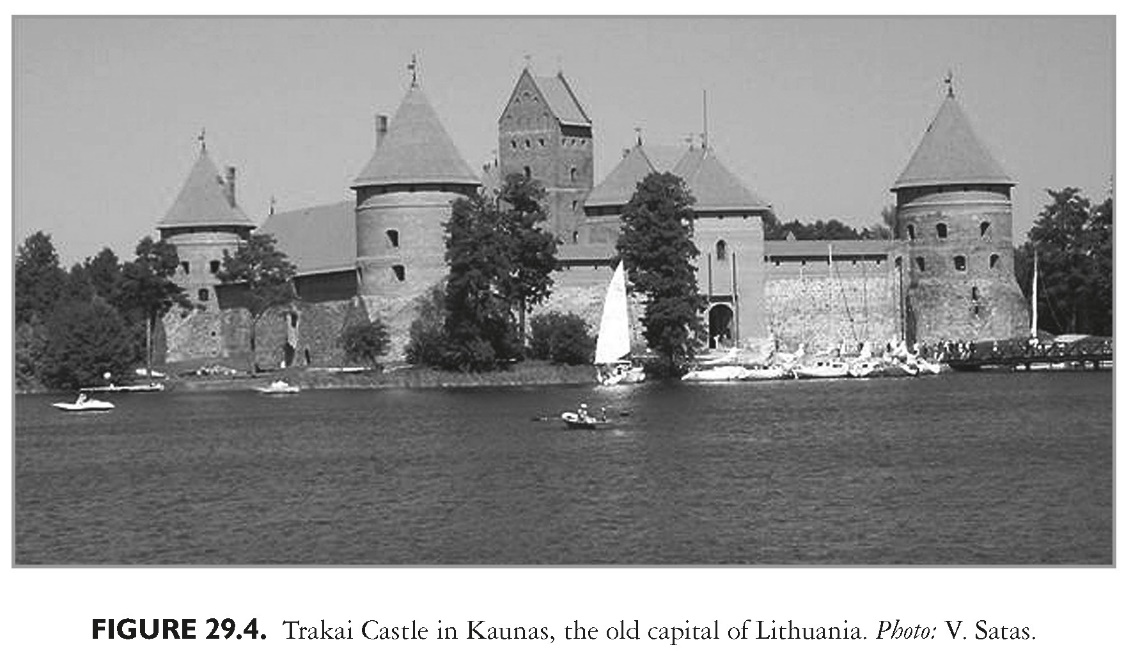 FIGURE 29.4. Trakai Castle in Kaunas, the old capital of Lithuania. Photo: V. Satas.